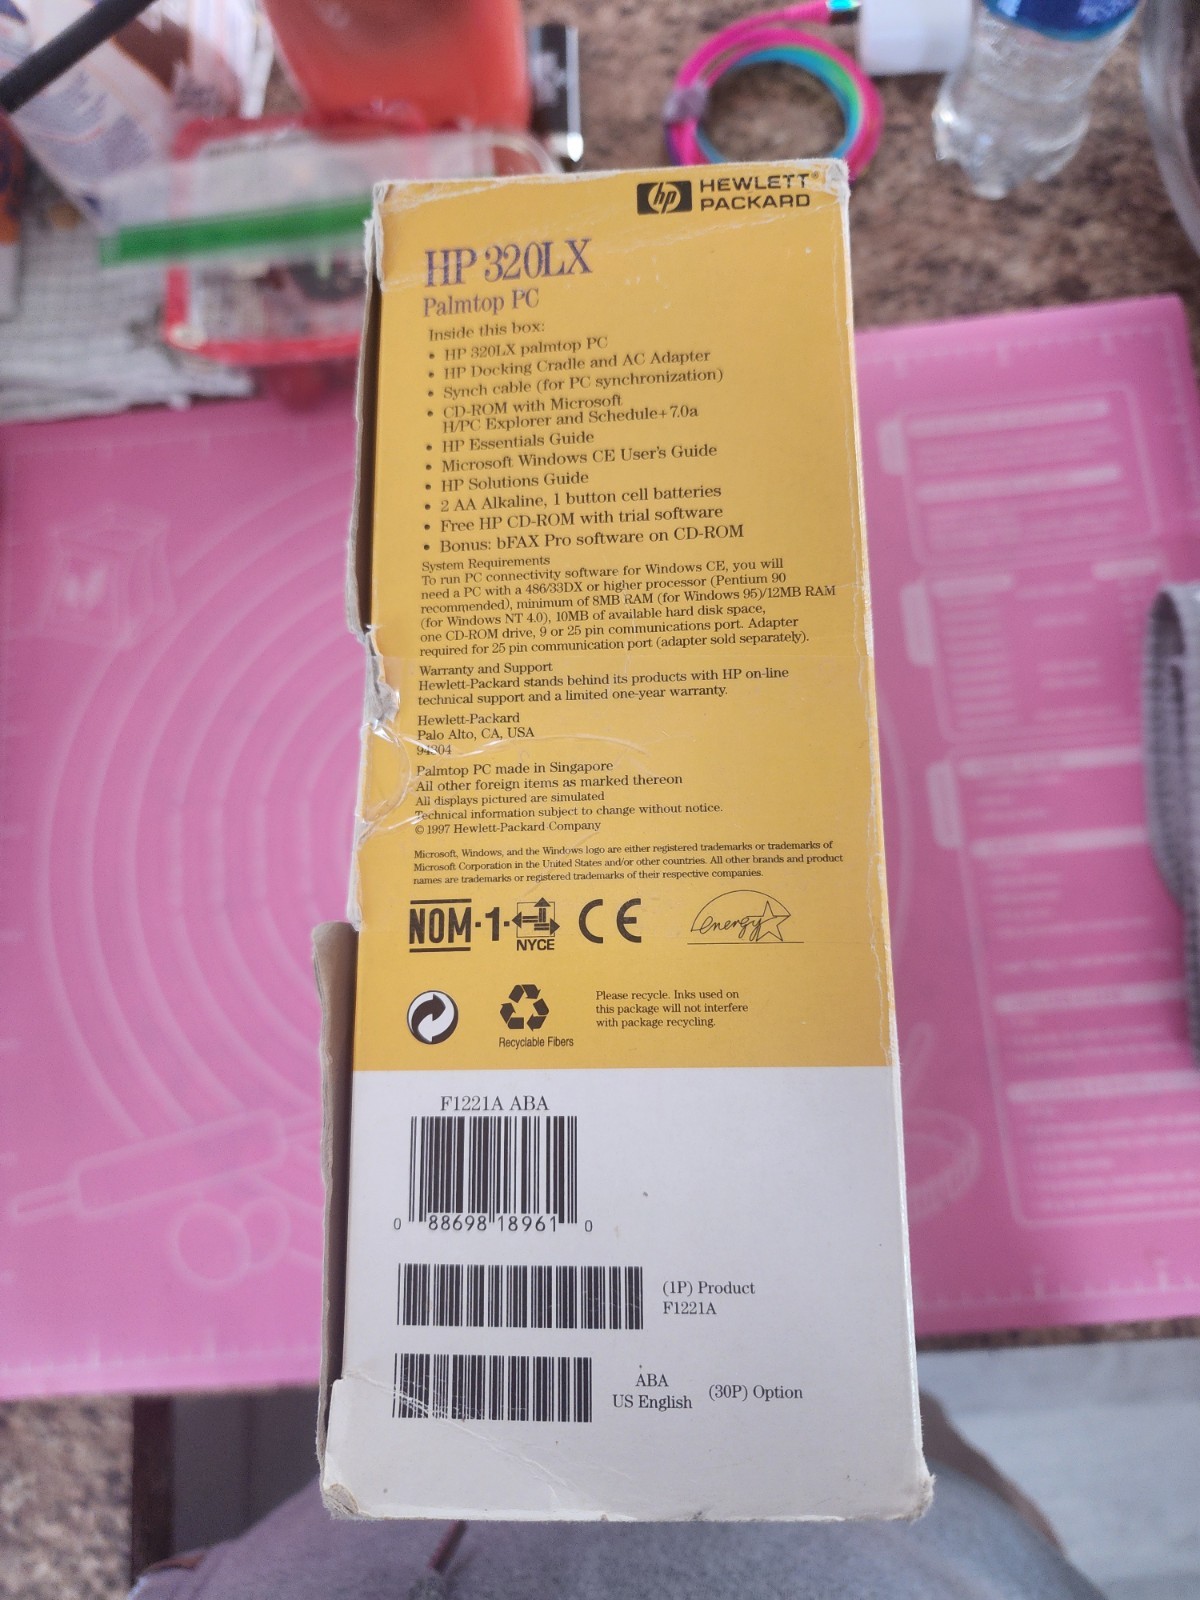 hp HEWLETT®
PACKARD
HP 320LX
Palmtop PC
Inside this box:
• HP 320LX palmtop PC
• HP Docking Cradle and AC Adapter
• Synch cable (for PC synchronization)
• CD-ROM with Microsoft
H/PC Explorer and Schedule+7.0a
• HP Essentials Guide
• Microsoft Windows CE User's Guide
• HP Solutions Guide
• 2 AA Alkaline, 1 button cell batteries
• Free HP CD-ROM with trial software
• Bonus: bFAX Pro software on CD-ROM
System Requirements
To run PC connectivity software for Windows CE, you will
need a PC with a 486/33DX or higher processor (Pentium 90
recommended), minimum of 8MB RAM (for Windows 95)/12MB RAM
(for Windows NT 4.0), 10MB of available hard disk space,
one CD-ROM drive, 9 or 25 pin communications port. Adapter
required for 25 pin communication port (adapter sold separately).
Warranty and Support
Hewlett-Packard stands behind its products with HP on-line
technical support and a limited one-year warranty.
Hewlett-Packard
Palo Alto, CA, USA
94304
Palmtop PC made in Singapore
All other foreign items as marked thereon
All displays pictured are simulated
Technical information subject to change without notice.
© 1997 Hewlett-Packard Company
Microsoft, Windows, and the Windows logo are either registered trademarks or trademarks of
Microsoft Corporation in the United States and/or other countries. All other brands and product
names are trademarks or registered trademarks of their respective companies.
NOM-1-
NYCE
CE
energy
Please recycle. Inks used on
this package will not interfere
with package recycling.
Recyclable Fibers
F1221A ABA
0 88698 18961 0
(1P) Product
F1221A
ABA
US English (30P) Option